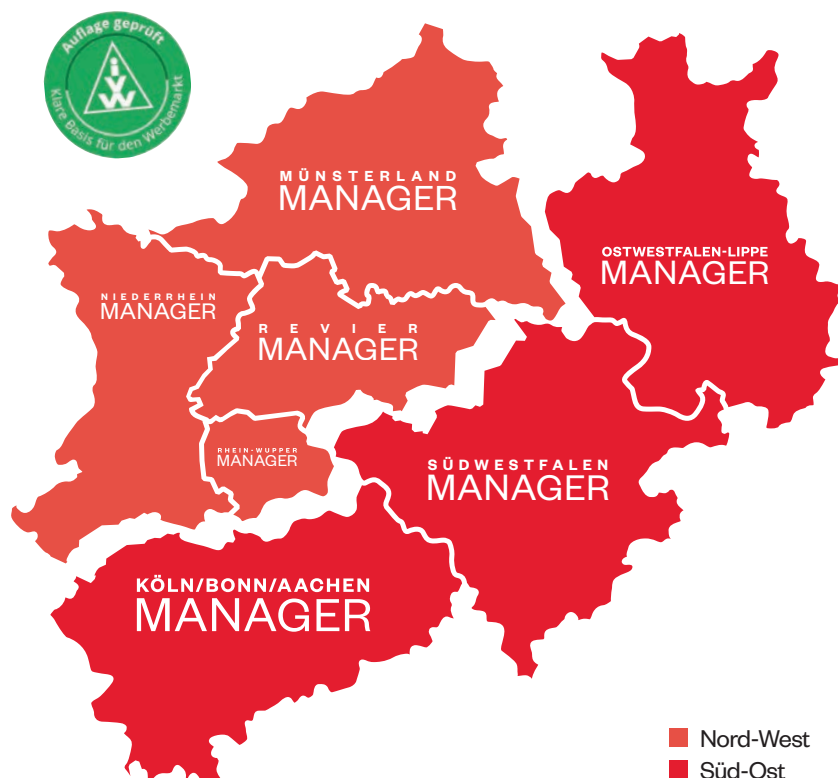 Auflage geprüft
iVW
Klare Basis für den Werbemarkt
MÜNSTERLAND
MANAGER
OSTWESTFALEN-LIPPE
MANAGER
NIEDERRHEIN
MANAGER
REVIER
MANAGER
RHEIN-WUPPER
MANAGER
SÜDWESTFALEN
MANAGER
KÖLN/BONN/AACHEN
MANAGER
Nord-West
Süd-Ost